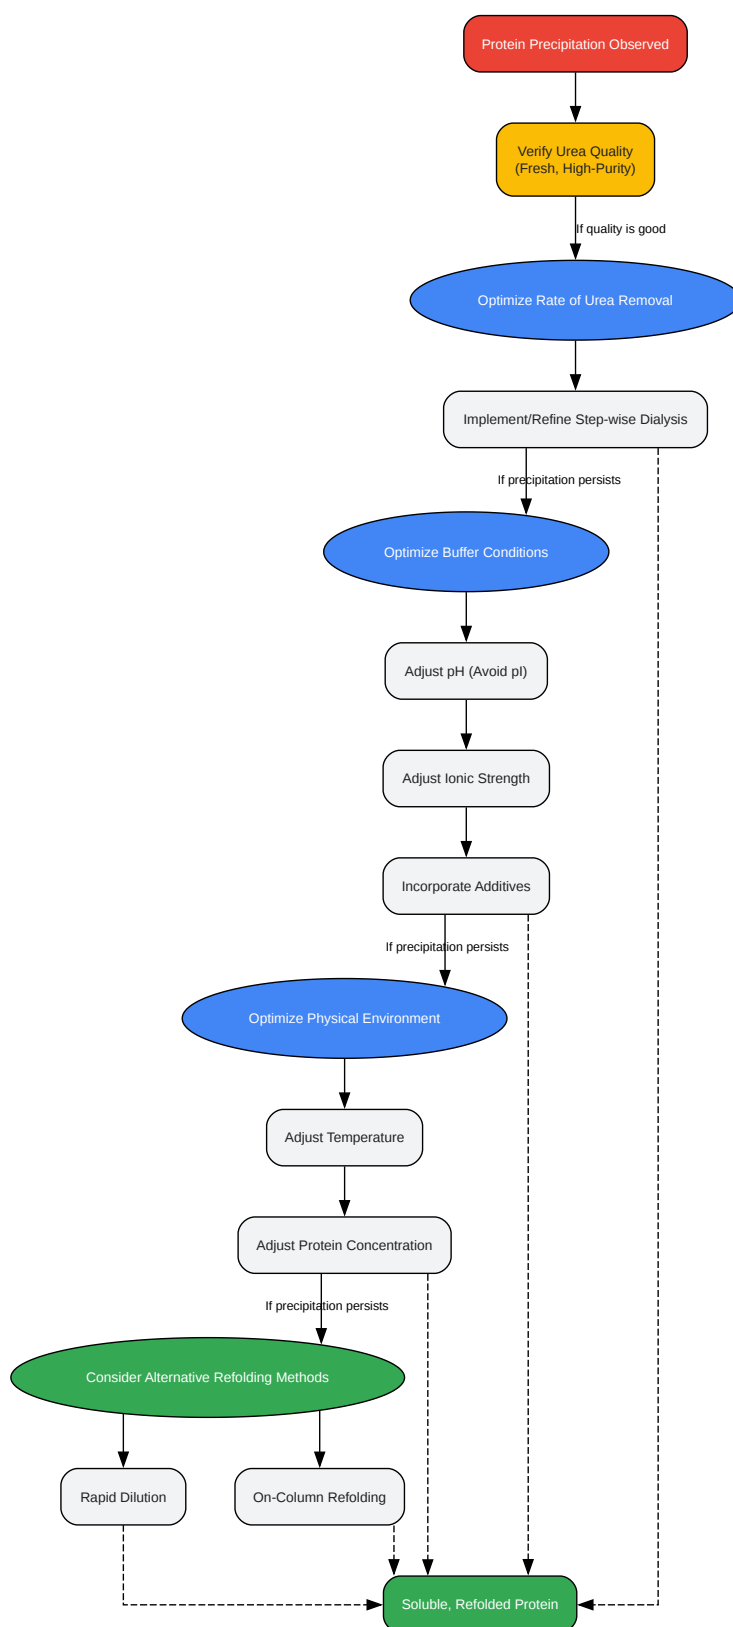 Protein Precipitation Observed
Verify Urea Quality
(Fresh, High-Purity)
If quality is good
Optimize Rate of Urea Removal
Implement/Refine Step-wise Dialysis
If precipitation persists
Optimize Buffer Conditions
Adjust pH (Avoid pI)
Adjust Ionic Strength
Incorporate Additives
If precipitation persists
Optimize Physical Environment
Adjust Temperature
Adjust Protein Concentration
If precipitation persists
Consider Alternative Refolding Methods
Rapid Dilution
On-Column Refolding
Soluble, Refolded Protein